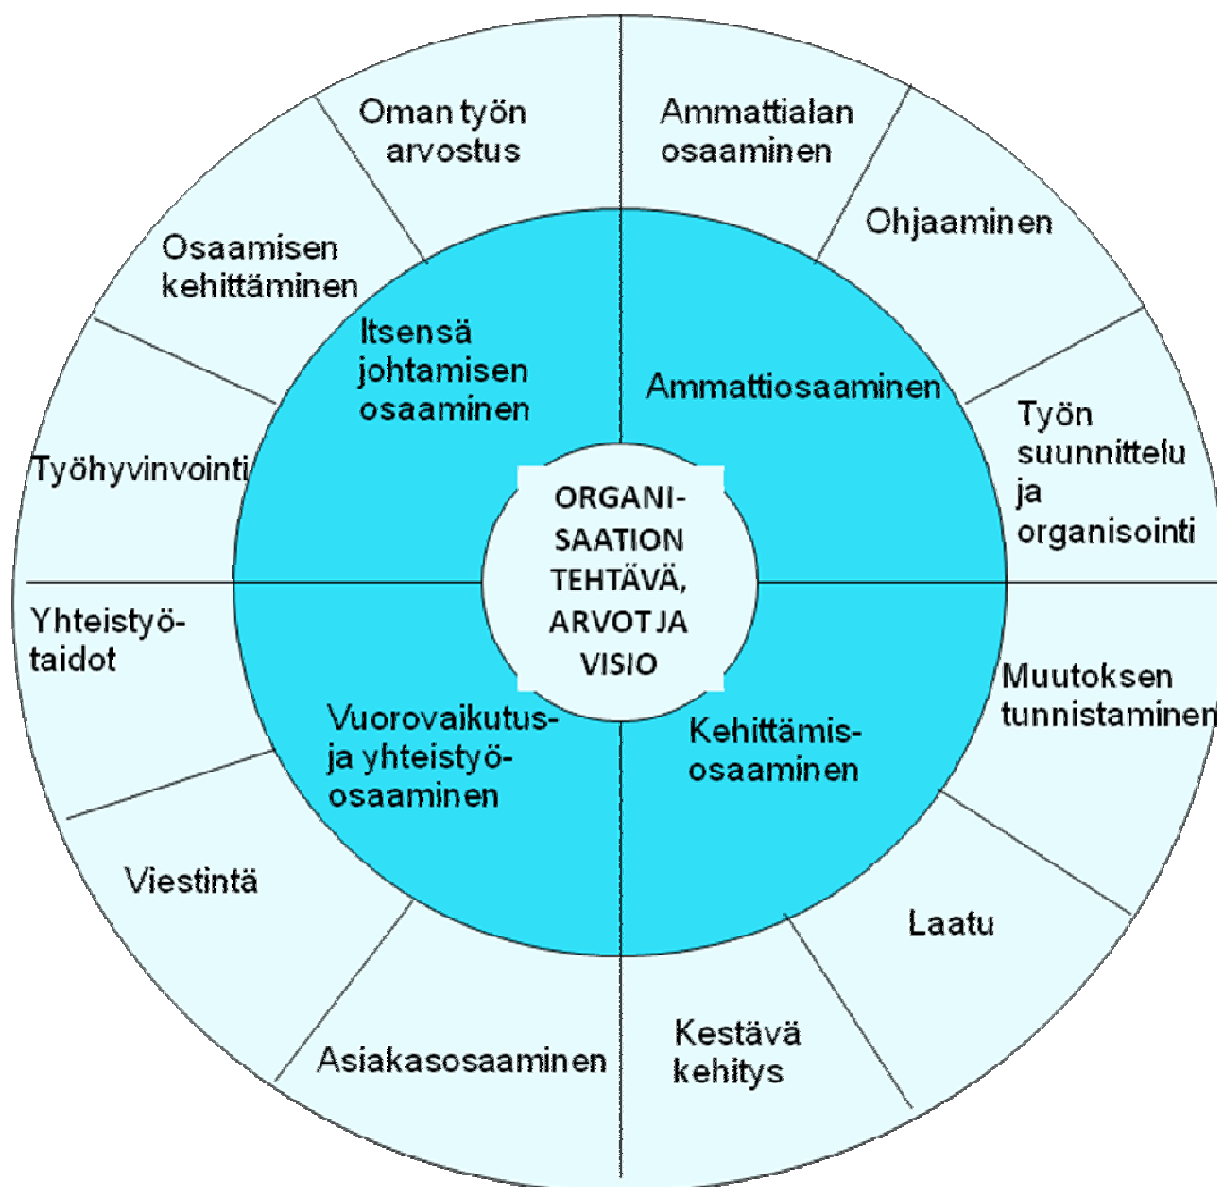 Oman työn
arvostus
Ammattialan
osaaminen
Ohjaaminen
Osaamisen
kehittäminen
Itsensä
johtamisen
osaaminen
Ammattiosaaminen
Työn
suunnittelu
ja
organisointi
Työhyvinvointi
ORGANI-
SAATION
TEHTÄVÄ,
ARVOT JA
VISIO
Yhteistyö-
taidot
Muutoksen
tunnistaminen
Vuorovaikutus-
ja yhteistyö-
osaaminen
Kehittämis-
osaaminen
Viestintä
Laatu
Asiakasosaaminen
Kestävä
kehitys